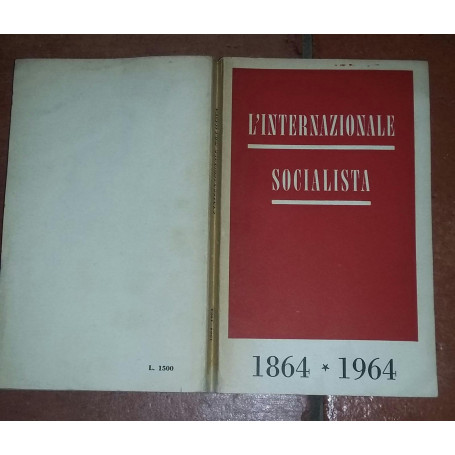 L'INTERNAZIONALE
SOCIALISTA
1864 * 1964
L. 1500